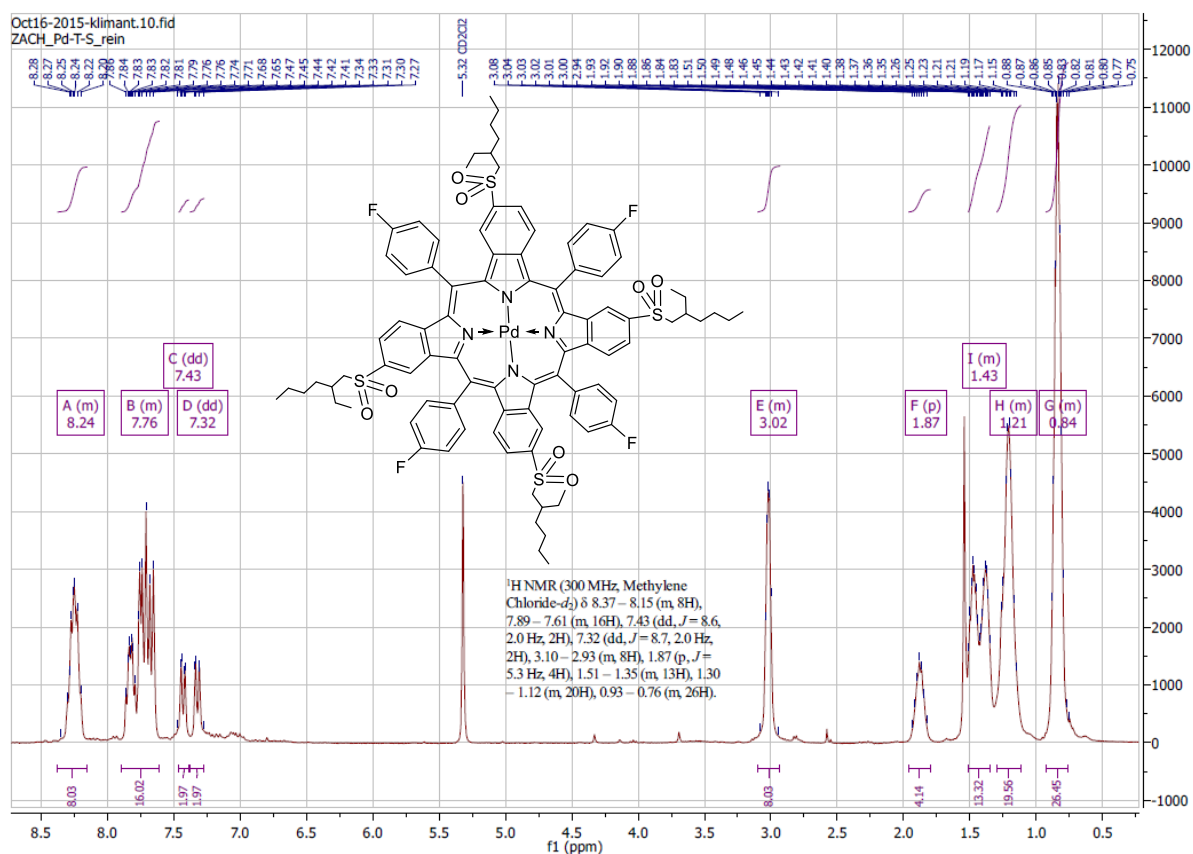 Oct16-2015-klimant.10.fid
ZACH_Pd-T-S_rein
8.28 8.27 8.25 8.24 8.22 8.20 7.86 7.84 7.83 7.83 7.82 7.81 7.79 7.76 7.76 7.74 7.71 7.68 7.65 7.47 7.45 7.44 7.42 7.41 7.34 7.33 7.31 7.30 7.27
5.32 CD2Cl2
3.08 3.04 3.03 3.02 3.01 3.00 2.94 1.93 1.92 1.90 1.88 1.86 1.84 1.83 1.51 1.50 1.49 1.48 1.46 1.45 1.44 1.43 1.42 1.41 1.40 1.38 1.37 1.36 1.35 1.26 1.25 1.23 1.21 1.21 1.19 1.17 1.15 0.88 0.87 0.86 0.85 0.83 0.82 0.81 0.80 0.77 0.75
12000
11000
10000
9000
8000
7000
6000
5000
4000
3000
2000
1000
0
-1000
O
S
O
F
F
N
O
O
S
N
Pd
N
N
S
O
O
F
F
O
S
O
C (dd)
7.43
I (m)
1.43
A (m)
8.24
B (m)
7.76
D (dd)
7.32
E (m)
3.02
F (p)
1.87
H (m)
1.21
G (m)
0.84
1H NMR (300 MHz, Methylene
Chloride-d2) δ 8.37 – 8.15 (m, 8H),
7.89 – 7.61 (m, 16H), 7.43 (dd, J = 8.6,
2.0 Hz, 2H), 7.32 (dd, J = 8.7, 2.0 Hz,
2H), 3.10 – 2.93 (m, 8H), 1.87 (p, J =
5.3 Hz, 4H), 1.51 – 1.35 (m, 13H), 1.30
– 1.12 (m, 20H), 0.93 – 0.76 (m, 26H).
8.03
16.02
1.97
1.97
8.03
4.14
13.32
19.56
26.45
8.5 8.0 7.5 7.0 6.5 6.0 5.5 5.0 4.5 4.0 3.5 3.0 2.5 2.0 1.5 1.0 0.5
f1 (ppm)